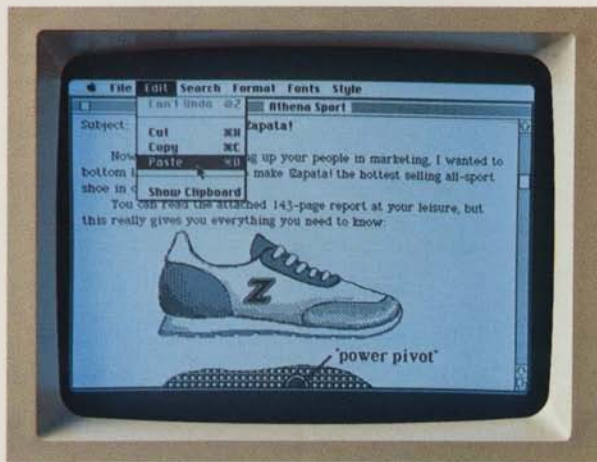 File Edit Search Format Fonts Style
Can't Undo ⌘Z
Athena Sport
Cut ⌘X
Copy ⌘C
Paste ⌘V
Show Clipboard
Subject: Zapata!
Now up your people in marketing, I wanted to
bottom make Zapata! the hottest selling all-sport
shoe in
You can read the attached 143-page report at your leisure, but
this really gives you everything you need to know:
Z
"power pivot"